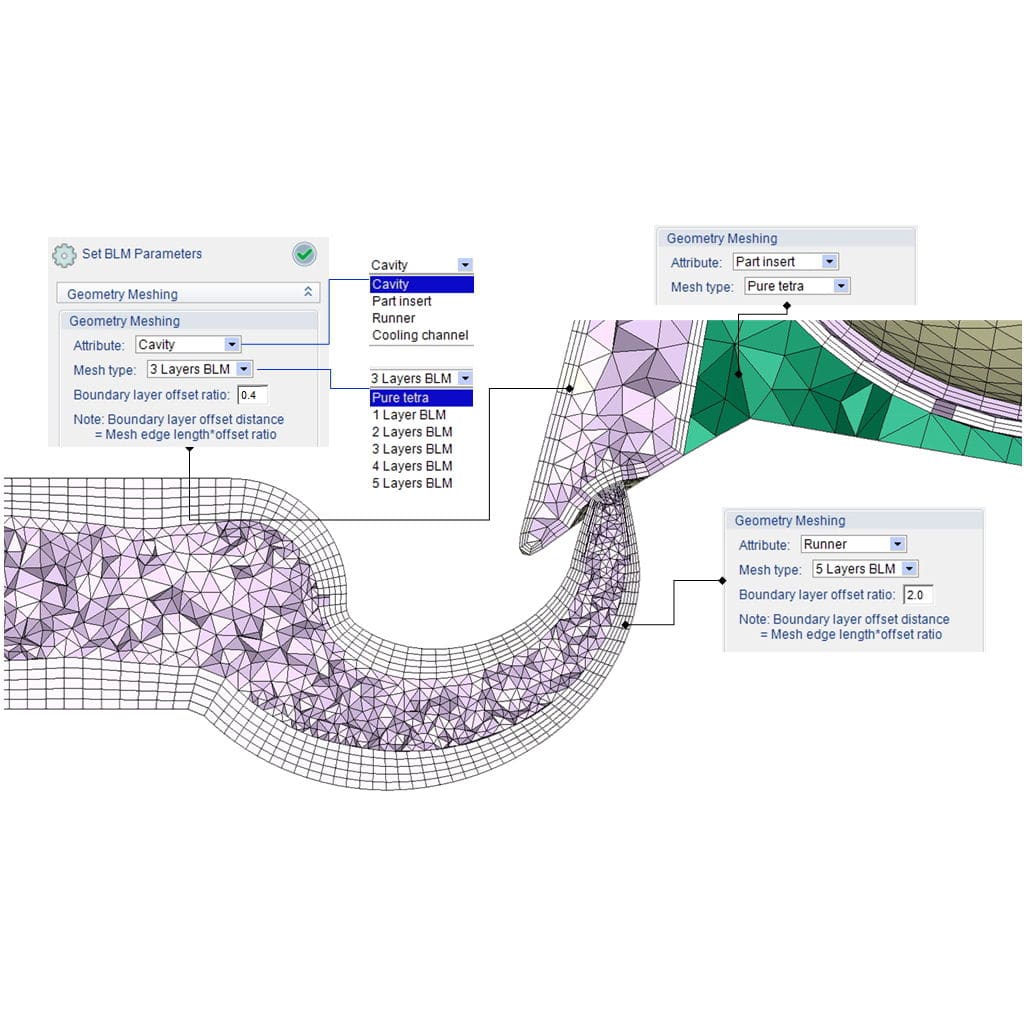 Set BLM Parameters
Geometry Meshing
Geometry Meshing
Attribute: Cavity
Mesh type: 3 Layers BLM
Boundary layer offset ratio: 0.4
Note: Boundary layer offset distance
= Mesh edge length*offset ratio
Cavity
Cavity
Part insert
Runner
Cooling channel
3 Layers BLM
Pure tetra
1 Layer BLM
2 Layers BLM
3 Layers BLM
4 Layers BLM
5 Layers BLM
Geometry Meshing
Attribute: Part insert
Mesh type: Pure tetra
Geometry Meshing
Attribute: Runner
Mesh type: 5 Layers BLM
Boundary layer offset ratio: 2.0
Note: Boundary layer offset distance
= Mesh edge length*offset ratio